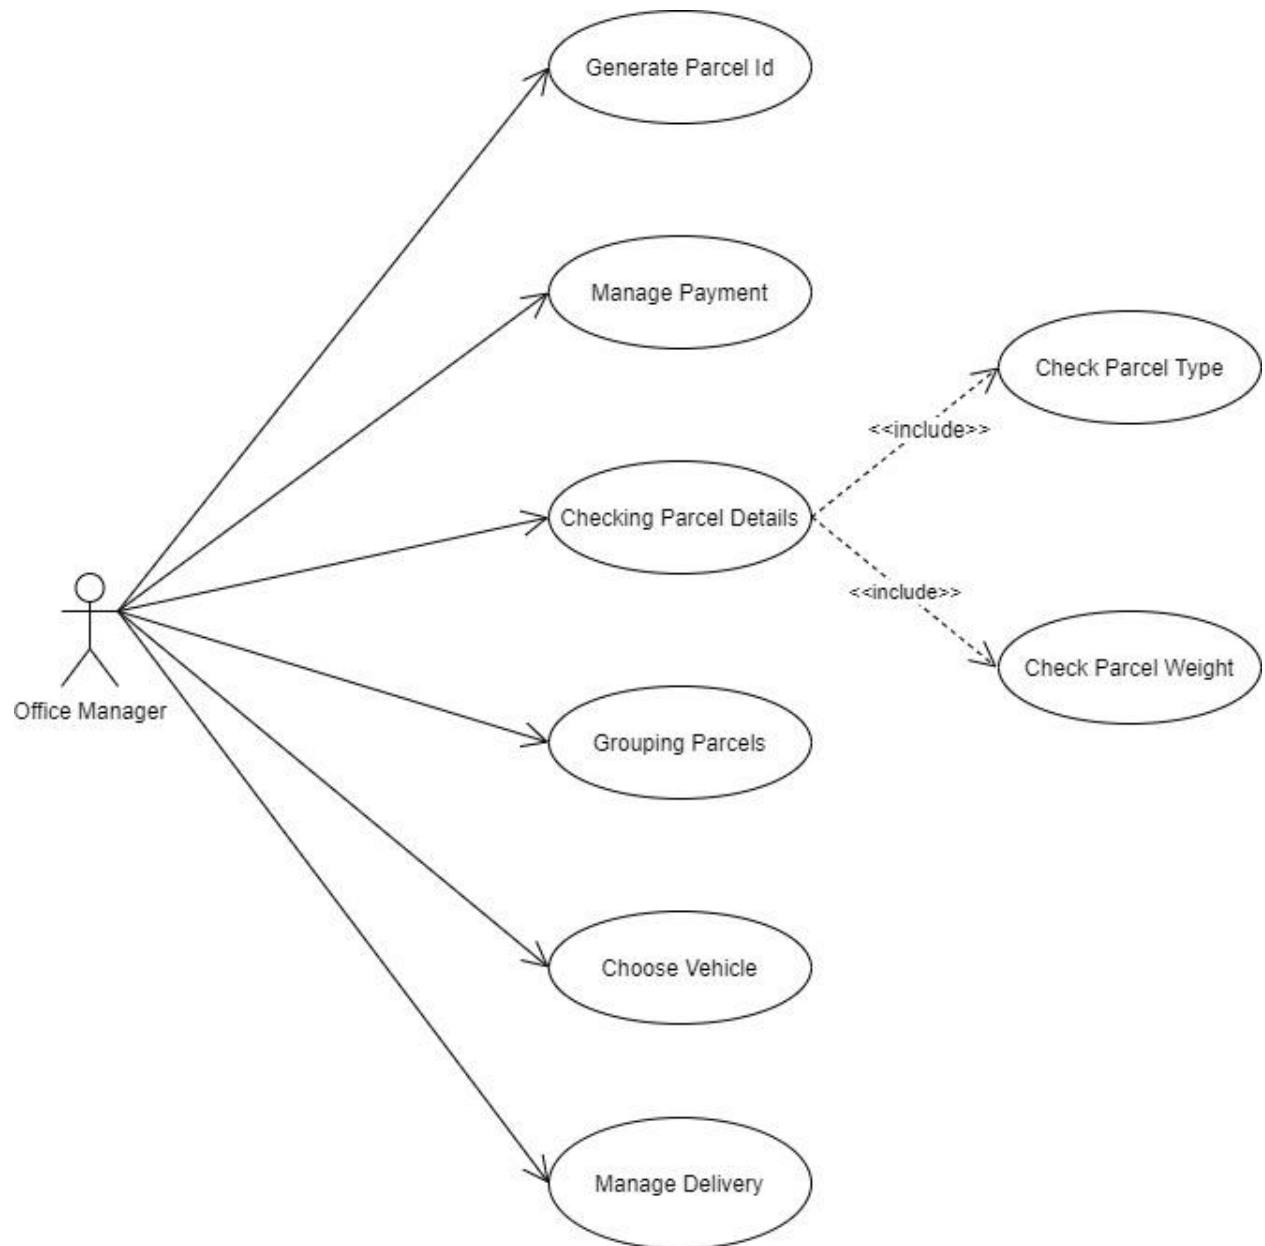 Generate Parcel Id
Manage Payment
Check Parcel Type
<<include>>
Checking Parcel Details
<<include>>
Check Parcel Weight
Office Manager
Grouping Parcels
Choose Vehicle
Manage Delivery